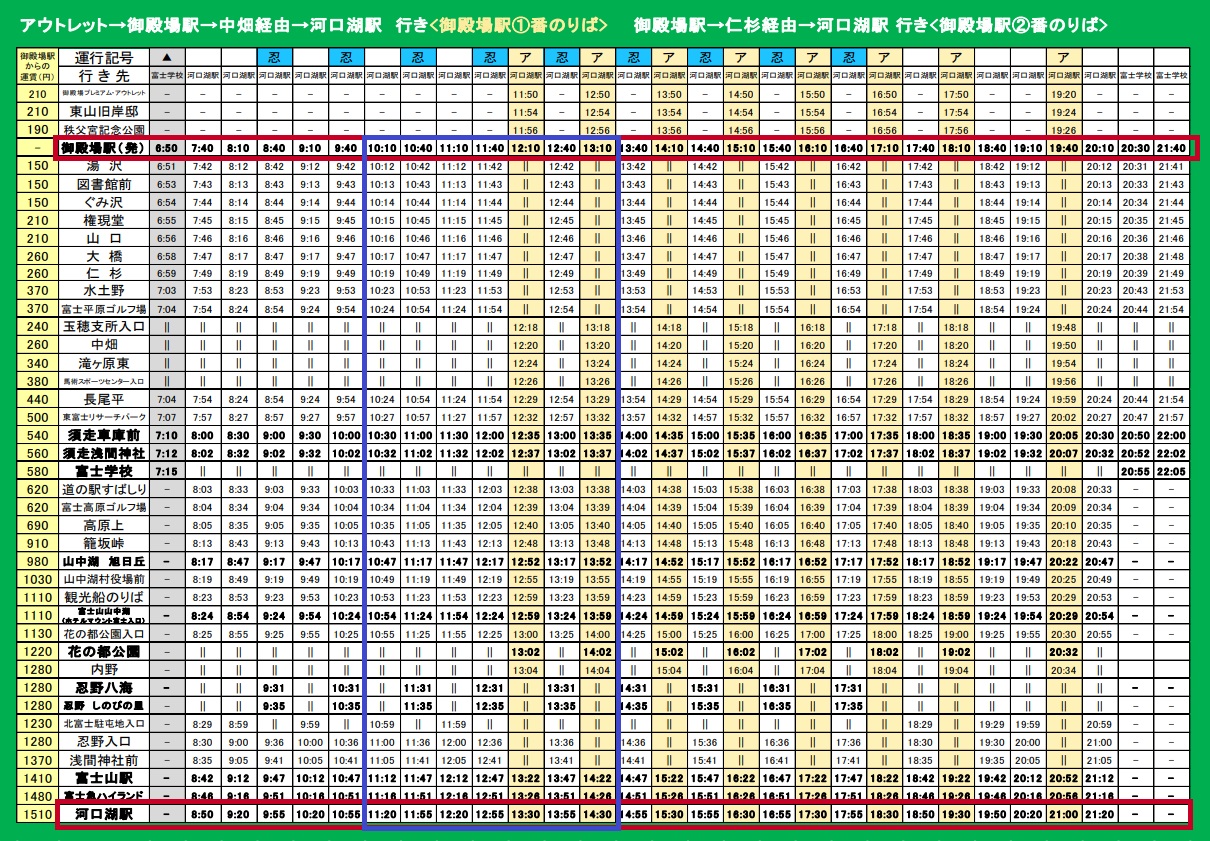 アウトレット→御殿場駅→中畑経由→河口湖駅 行き<御殿場駅①番のりば> 御殿場駅→仁杉経由→河口湖駅 行き<御殿場駅②番のりば>
御殿場駅からの運賃(円) 運行記号 ▲ 忍 忍 忍 忍 ア 忍 ア 忍 ア 忍 ア 忍 ア 忍 ア ア ア
行き先 富士学校 河口湖駅 河口湖駅 河口湖駅 河口湖駅 河口湖駅 河口湖駅 河口湖駅 河口湖駅 河口湖駅 河口湖駅 河口湖駅 河口湖駅 河口湖駅 河口湖駅 河口湖駅 河口湖駅 河口湖駅 河口湖駅 河口湖駅 河口湖駅 河口湖駅 河口湖駅 河口湖駅 河口湖駅 河口湖駅 河口湖駅 富士学校 富士学校
210 御殿場プレミアム・アウトレット – – – – – – – – – – 11:50 – 12:50 – 13:50 – 14:50 – 15:50 – 16:50 – 17:50 – – 19:20 – – –
210 東山旧岸邸 – – – – – – – – – – 11:54 – 12:54 – 13:54 – 14:54 – 15:54 – 16:54 – 17:54 – – 19:24 – – –
190 秩父宮記念公園 – – – – – – – – – – 11:56 – 12:56 – 13:56 – 14:56 – 15:56 – 16:56 – 17:56 – – 19:26 – – –
– 御殿場駅(発) 6:50 7:40 8:10 8:40 9:10 9:40 10:10 10:40 11:10 11:40 12:10 12:40 13:10 13:40 14:10 14:40 15:10 15:40 16:10 16:40 17:10 17:40 18:10 18:40 19:10 19:40 20:10 20:30 21:40
150 湯沢 6:51 7:42 8:12 8:42 9:12 9:42 10:12 10:42 11:12 11:42 || 12:42 || 13:42 || 14:42 || 15:42 || 16:42 || 17:42 || 18:42 19:12 || 20:12 20:31 21:41
150 図書館前 6:53 7:43 8:13 8:43 9:13 9:43 10:13 10:43 11:13 11:43 || 12:43 || 13:43 || 14:43 || 15:43 || 16:43 || 17:43 || 18:43 19:13 || 20:13 20:33 21:43
150 ぐみ沢 6:54 7:44 8:14 8:44 9:14 9:44 10:14 10:44 11:14 11:44 || 12:44 || 13:44 || 14:44 || 15:44 || 16:44 || 17:44 || 18:44 19:14 || 20:14 20:34 21:44
210 権現堂 6:55 7:45 8:15 8:45 9:15 9:45 10:15 10:45 11:15 11:45 || 12:45 || 13:45 || 14:45 || 15:45 || 16:45 || 17:45 || 18:45 19:15 || 20:15 20:35 21:45
210 山口 6:56 7:46 8:16 8:46 9:16 9:46 10:16 10:46 11:16 11:46 || 12:46 || 13:46 || 14:46 || 15:46 || 16:46 || 17:46 || 18:46 19:16 || 20:16 20:36 21:46
260 大橋 6:58 7:47 8:17 8:47 9:17 9:47 10:17 10:47 11:17 11:47 || 12:47 || 13:47 || 14:47 || 15:47 || 16:47 || 17:47 || 18:47 19:17 || 20:17 20:38 21:48
260 仁杉 6:59 7:49 8:19 8:49 9:19 9:49 10:19 10:49 11:19 11:49 || 12:49 || 13:49 || 14:49 || 15:49 || 16:49 || 17:49 || 18:49 19:19 || 20:19 20:39 21:49
370 水土野 7:03 7:53 8:23 8:53 9:23 9:53 10:23 10:53 11:23 11:53 || 12:53 || 13:53 || 14:53 || 15:53 || 16:53 || 17:53 || 18:53 19:23 || 20:23 20:43 21:53
370 富士平原ゴルフ場 7:04 7:54 8:24 8:54 9:24 9:54 10:24 10:54 11:24 11:54 || 12:54 || 13:54 || 14:54 || 15:54 || 16:54 || 17:54 || 18:54 19:24 || 20:24 20:44 21:54
240 玉穂支所入口 || || || || || || || || || || 12:18 || 13:18 || 14:18 || 15:18 || 16:18 || 17:18 || 18:18 || || 19:48 || || ||
260 中畑 || || || || || || || || || || 12:20 || 13:20 || 14:20 || 15:20 || 16:20 || 17:20 || 18:20 || || 19:50 || || ||
340 滝ヶ原東 || || || || || || || || || || 12:24 || 13:24 || 14:24 || 15:24 || 16:24 || 17:24 || 18:24 || || 19:54 || || ||
380 馬術スポーツセンター入口 || || || || || || || || || || 12:26 || 13:26 || 14:26 || 15:26 || 16:26 || 17:26 || 18:26 || || 19:56 || || ||
440 長尾平 7:04 7:54 8:24 8:54 9:24 9:54 10:24 10:54 11:24 11:54 12:29 12:54 13:29 13:54 14:29 14:54 15:29 15:54 16:29 16:54 17:29 17:54 18:29 18:54 19:24 19:59 20:24 20:44 21:54
500 東富士リサーチパーク 7:07 7:57 8:27 8:57 9:27 9:57 10:27 10:57 11:27 11:57 12:32 12:57 13:32 13:57 14:32 14:57 15:32 15:57 16:32 16:57 17:32 17:57 18:32 18:57 19:27 20:02 20:27 20:47 21:57
540 須走車庫前 7:10 8:00 8:30 9:00 9:30 10:00 10:30 11:00 11:30 12:00 12:35 13:00 13:35 14:00 14:35 15:00 15:35 16:00 16:35 17:00 17:35 18:00 18:35 19:00 19:30 20:05 20:30 20:50 22:00
560 須走浅間神社 7:12 8:02 8:32 9:02 9:32 10:02 10:32 11:02 11:32 12:02 12:37 13:02 13:37 14:02 14:37 15:02 15:37 16:02 16:37 17:02 17:37 18:02 18:37 19:02 19:32 20:07 20:32 20:52 22:02
580 富士学校 7:15 || || || || || || || || || || || || || || || || || || || || || || || || || || 20:55 22:05
620 道の駅すばしり – 8:03 8:33 9:03 9:33 10:03 10:33 11:03 11:33 12:03 12:38 13:03 13:38 14:03 14:38 15:03 15:38 16:03 16:38 17:03 17:38 18:03 18:38 19:03 19:33 20:08 20:33 – –
620 富士高原ゴルフ場 – 8:04 8:34 9:04 9:34 10:04 10:34 11:04 11:34 12:04 12:39 13:04 13:39 14:04 14:39 15:04 15:39 16:04 16:39 17:04 17:39 18:04 18:39 19:04 19:34 20:09 20:34 – –
690 高原上 – 8:05 8:35 9:05 9:35 10:05 10:35 11:05 11:35 12:05 12:40 13:05 13:40 14:05 14:40 15:05 15:40 16:05 16:40 17:05 17:40 18:05 18:40 19:05 19:35 20:10 20:35 – –
910 籠坂峠 – 8:13 8:43 9:13 9:43 10:13 10:43 11:13 11:43 12:13 12:48 13:13 13:48 14:13 14:48 15:13 15:48 16:13 16:48 17:13 17:48 18:13 18:48 19:13 19:43 20:18 20:43 – –
980 山中湖 旭日丘 – 8:17 8:47 9:17 9:47 10:17 10:47 11:17 11:47 12:17 12:52 13:17 13:52 14:17 14:52 15:17 15:52 16:17 16:52 17:17 17:52 18:17 18:52 19:17 19:47 20:22 20:47 – –
1030 山中湖村役場前 – 8:19 8:49 9:19 9:49 10:19 10:49 11:19 11:49 12:19 12:55 13:19 13:55 14:19 14:55 15:19 15:55 16:19 16:55 17:19 17:55 18:19 18:55 19:19 19:49 20:25 20:49 – –
1110 観光船のりば – 8:23 8:53 9:23 9:53 10:23 10:53 11:23 11:53 12:23 12:59 13:23 13:59 14:23 14:59 15:23 15:59 16:23 16:59 17:23 17:59 18:23 18:59 19:23 19:53 20:29 20:53 – –
1110 富士山山中湖(ホテルマウント富士入口) – 8:24 8:54 9:24 9:54 10:24 10:54 11:24 11:54 12:24 12:59 13:24 13:59 14:24 14:59 15:24 15:59 16:24 16:59 17:24 17:59 18:24 18:59 19:24 19:54 20:29 20:54 – –
1130 花の都公園入口 – 8:25 8:55 9:25 9:55 10:25 10:55 11:25 11:55 12:25 13:00 13:25 14:00 14:25 15:00 15:25 16:00 16:25 17:00 17:25 18:00 18:25 19:00 19:25 19:55 20:30 20:55 – –
1220 花の都公園 – || || || || || || || || || 13:02 || 14:02 || 15:02 || 16:02 || 17:02 || 18:02 || 19:02 || || 20:32 ||
1280 内野 – || || || || || || || || || 13:04 || 14:04 || 15:04 || 16:04 || 17:04 || 18:04 || 19:04 || || 20:34 ||
1280 忍野八海 – || || 9:31 || 10:31 || 11:31 || 12:31 || 13:31 || 14:31 || 15:31 || 16:31 || 17:31 || || || || || || || – –
1280 忍野 しのびの里 – || || 9:35 || 10:35 || 11:35 || 12:35 || 13:35 || 14:35 || 15:35 || 16:35 || 17:35 || || || || || || || – –
1230 北富士駐屯地入口 – 8:29 8:59 || 9:59 || 10:59 || 11:59 || || || || || || || || || || || || 18:29 || 19:29 19:59 || 20:59 – –
1280 忍野入口 – 8:30 9:00 9:36 10:00 10:36 11:00 11:36 12:00 12:36 || 13:36 || 14:36 || 15:36 || 16:36 || 17:36 || 18:30 || 19:30 20:00 || 21:00 – –
1370 浅間神社前 – 8:35 9:05 9:41 10:05 10:41 11:05 11:41 12:05 12:41 || 13:41 || 14:41 || 15:41 || 16:41 || 17:41 || 18:35 || 19:35 20:05 || 21:05 – –
1410 富士山駅 – 8:42 9:12 9:47 10:12 10:47 11:12 11:47 12:12 12:47 13:22 13:47 14:22 14:47 15:22 15:47 16:22 16:47 17:22 17:47 18:22 18:42 19:22 19:42 20:12 20:52 21:12 – –
1480 富士急ハイランド – 8:46 9:16 9:51 10:16 10:51 11:16 11:51 12:16 12:51 13:26 13:51 14:26 14:51 15:26 15:51 16:26 16:51 17:26 17:51 18:26 18:46 19:26 19:46 20:16 20:56 21:16 – –
1510 河口湖駅 – 8:50 9:20 9:55 10:20 10:55 11:20 11:55 12:20 12:55 13:30 13:55 14:30 14:55 15:30 15:55 16:30 16:55 17:30 17:55 18:30 18:50 19:30 19:50 20:20 21:00 21:20 – –